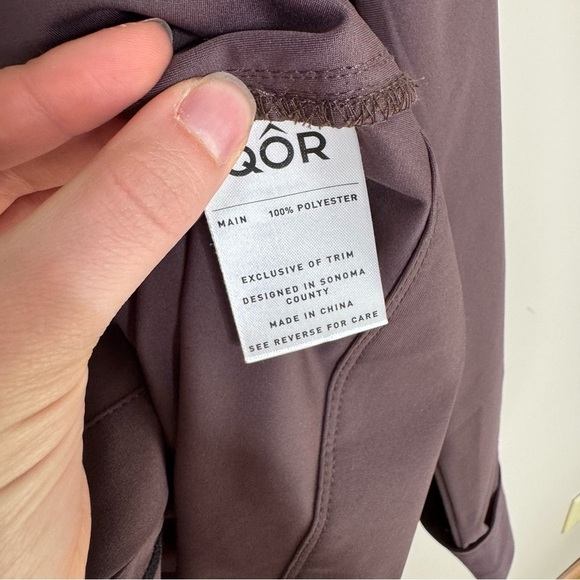 QÔR
MAIN 100% POLYESTER
EXCLUSIVE OF TRIM
DESIGNED IN SONOMA
COUNTY
MADE IN CHINA
SEE REVERSE FOR CARE